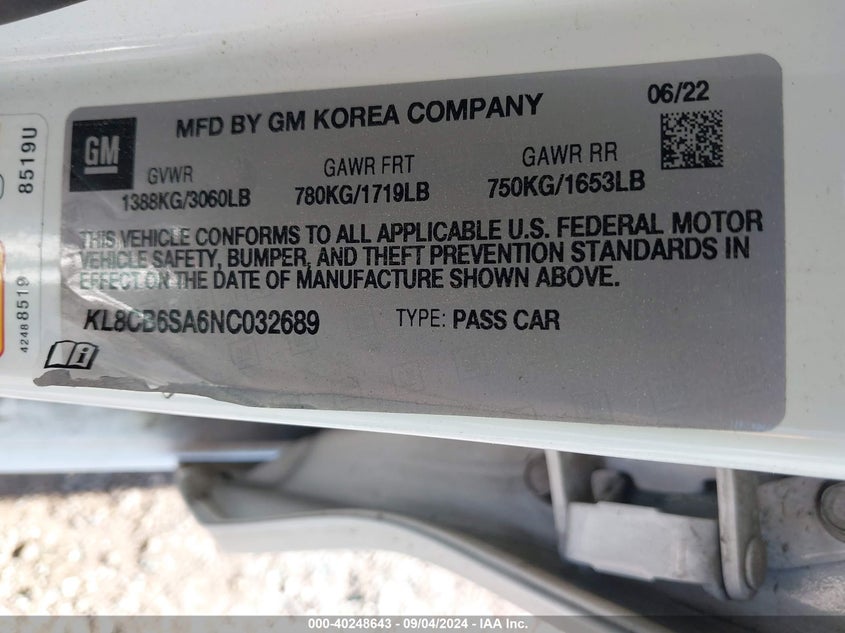 GM
MFD BY GM KOREA COMPANY
06/22
GVWR
1388KG/3060LB
GAWR FRT
780KG/1719LB
GAWR RR
750KG/1653LB
THIS VEHICLE CONFORMS TO ALL APPLICABLE U.S. FEDERAL MOTOR
VEHICLE SAFETY, BUMPER, AND THEFT PREVENTION STANDARDS IN
EFFECT ON THE DATE OF MANUFACTURE SHOWN ABOVE.
KL8CB6SA6NC032689
TYPE: PASS CAR
8519U
4248 8519
000-40248643 - 09/04/2024 - IAA Inc.